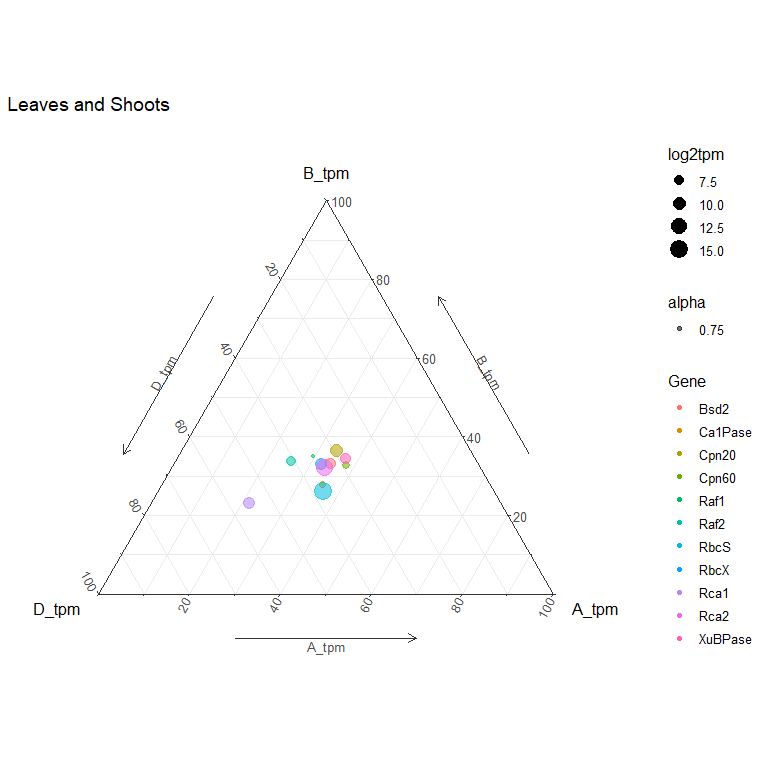 Leaves and Shoots
log2tpm
7.5
10.0
12.5
15.0
alpha
0.75
Gene
Bsd2
Ca1Pase
Cpn20
Cpn60
Raf1
Raf2
RbcS
RbcX
Rca1
Rca2
XuBPase
B_tpm
100
20
80
D_tpm
40
60
B_tpm
60
40
80
20
100
D_tpm
20
40
60
80
100
A_tpm
A_tpm